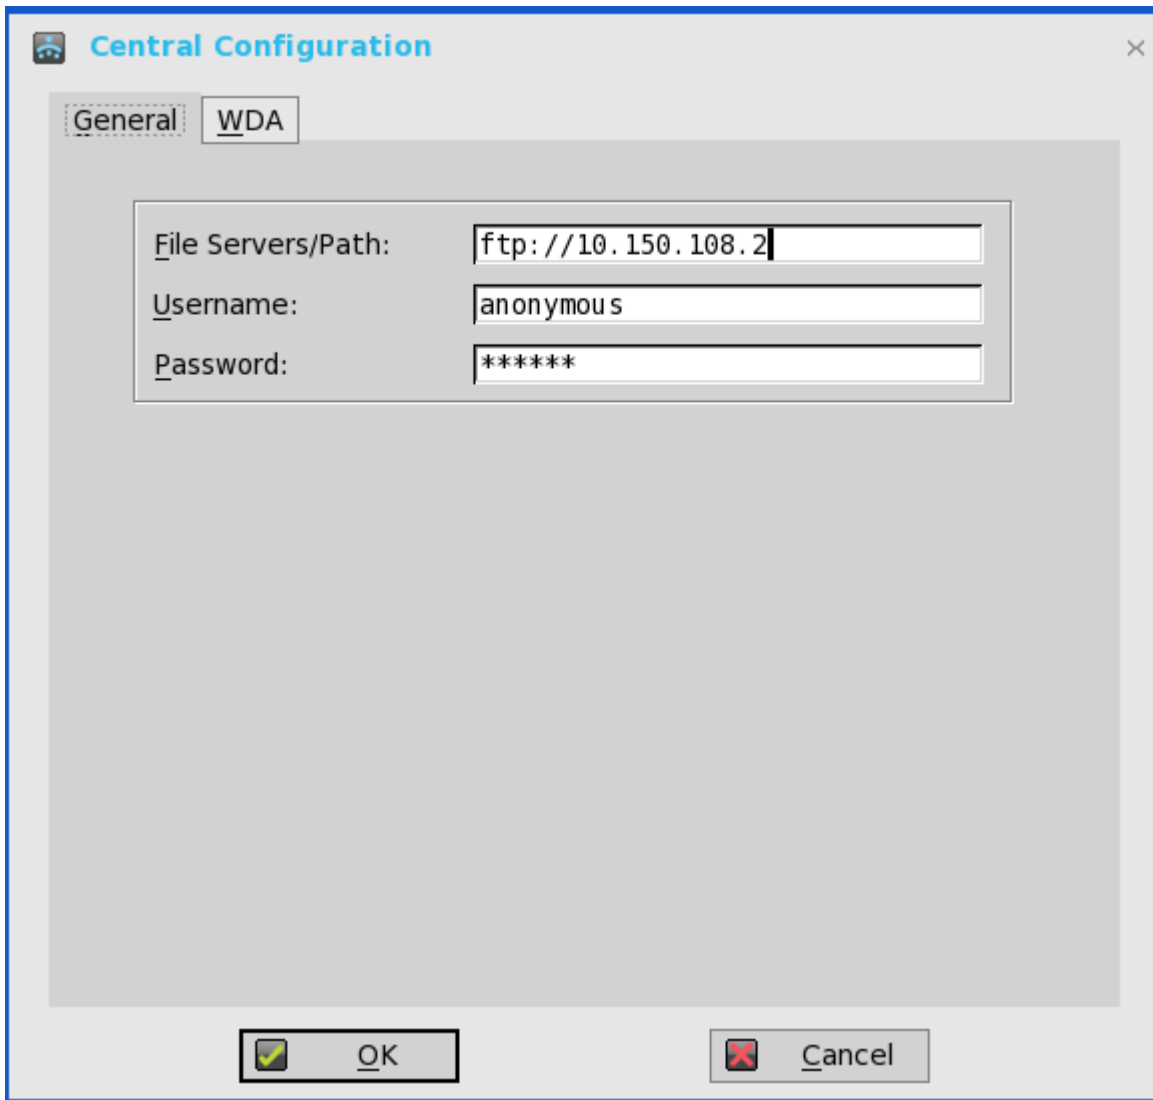 Central Configuration
General WDA
File Servers/Path: ftp://10.150.108.2
Username: anonymous
Password: ******
OK Cancel